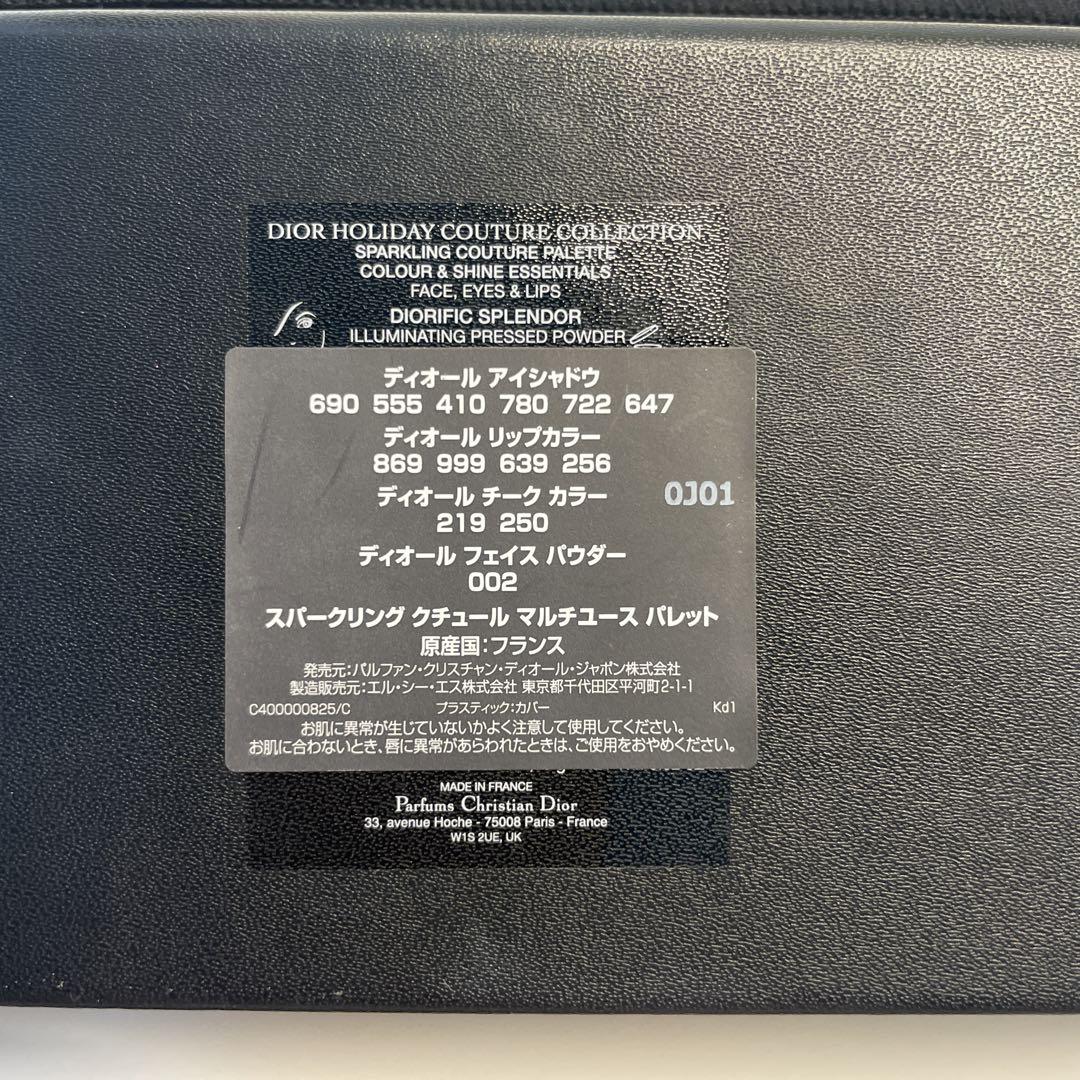 DIOR HOLIDAY COUTURE COLLECTION
SPARKLING COUTURE PALETTE
COLOUR & SHINE ESSENTIALS
FACE, EYES & LIPS
DIORIFIC SPLENDOR
ILLUMINATING PRESSED POWDER
ディオール アイシャドウ
690 555 410 780 722 647
ディオール リップカラー
869 999 639 256
ディオール チーク カラー
0J01
219 250
ディオール フェイス パウダー
002
スパークリング クチュール マルチユース パレット
原産国:フランス
発売元:パルファン・クリスチャン・ディオール・ジャポン株式会社
製造販売元:エル・シー・エス株式会社 東京都千代田区平河町2-1-1
C400000825/C プラスティック:カバー Kd1
お肌に異常が生じていないかよく注意して使用してください。
お肌に合わないとき、唇に異常があらわれたときは、ご使用をおやめください。
MADE IN FRANCE
Parfums Christian Dior
33, avenue Hoche - 75008 Paris - France
W1S 2UE, UK